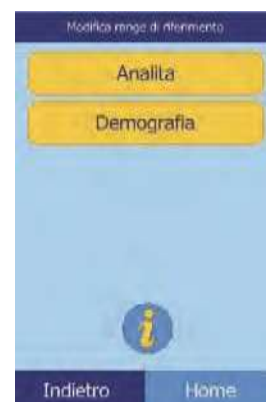 Modifica range di riferimento
Analita
Demografia
i
Indietro Home